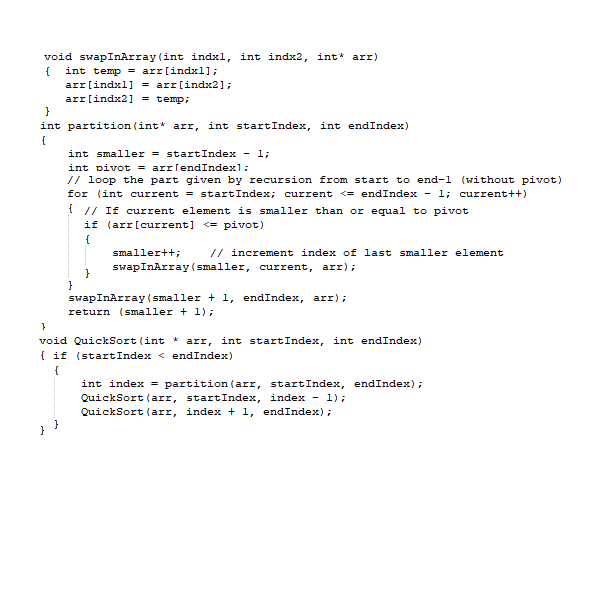 void swapInArray(int indx1, int indx2, int* arr)
{ int temp = arr[indx1];
arr[indx1] = arr[indx2];
arr[indx2] = temp;
}
int partition(int* arr, int startIndex, int endIndex)
{
int smaller = startIndex - 1;
int pivot = arr[endIndex];
// loop the part given by recursion from start to end-1 (without pivot)
for (int current = startIndex; current <= endIndex - 1; current++)
{ // If current element is smaller than or equal to pivot
if (arr[current] <= pivot)
{
smaller++; // increment index of last smaller element
swapInArray(smaller, current, arr);
}
}
swapInArray(smaller + 1, endIndex, arr);
return (smaller + 1);
}
void QuickSort(int * arr, int startIndex, int endIndex)
{ if (startIndex < endIndex)
{
int index = partition(arr, startIndex, endIndex);
QuickSort(arr, startIndex, index - 1);
QuickSort(arr, index + 1, endIndex);
}
}